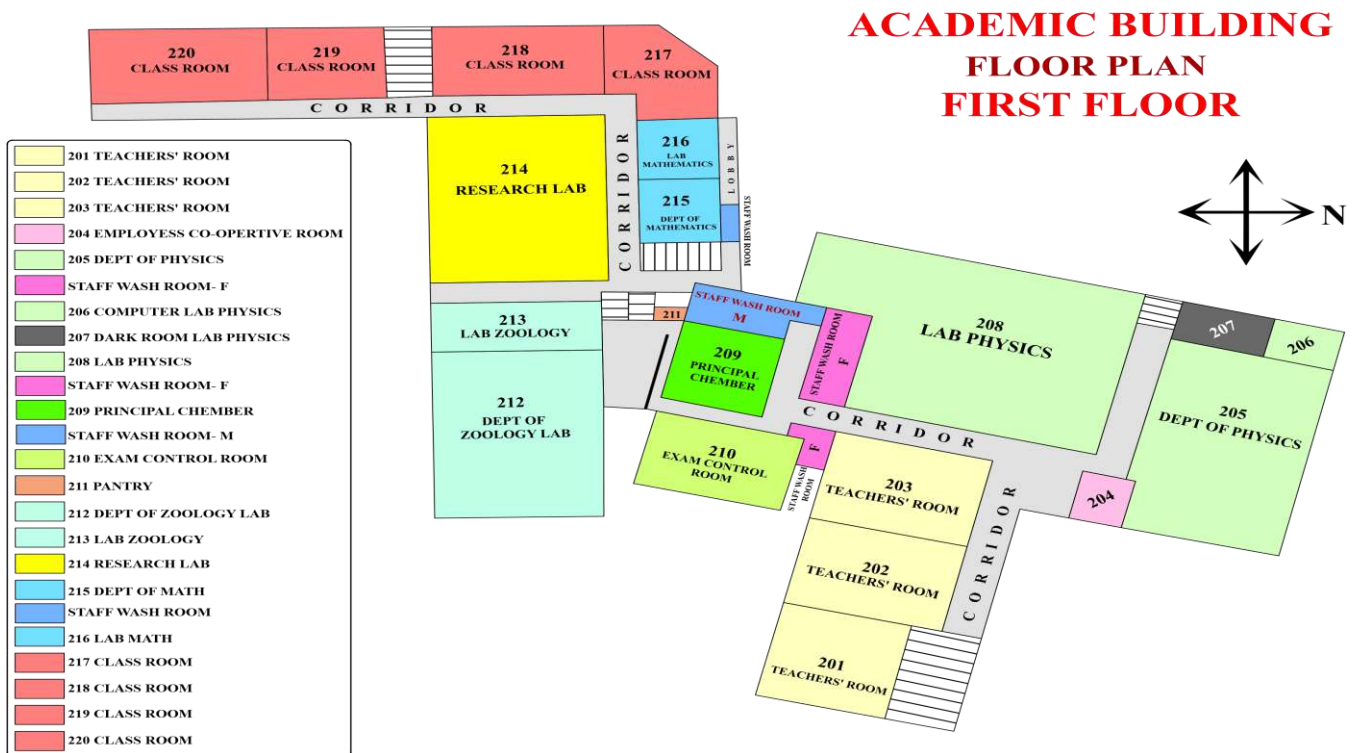 ACADEMIC BUILDING
FLOOR PLAN
FIRST FLOOR
N
220
CLASS ROOM
219
CLASS ROOM
218
CLASS ROOM
217
CLASS ROOM
CORRIDOR
CORRIDOR
CORRIDOR
214
RESEARCH LAB
216
LAB
MATHEMATICS
215
DEPT OF
MATHEMATICS
LOBBY
STAFF WASH ROOM
213
LAB ZOOLOGY
212
DEPT OF
ZOOLOGY LAB
211
STAFF WASH ROOM
M
209
PRINCIPAL
CHEMBER
STAFF WASH ROOM
F
208
LAB PHYSICS
207
206
205
DEPT OF PHYSICS
204
CORRIDOR
210
EXAM CONTROL
ROOM
F
STAFF WASH
ROOM
203
TEACHERS' ROOM
202
TEACHERS' ROOM
201
TEACHERS' ROOM
CORRIDOR
CORRIDOR
201 TEACHERS' ROOM
202 TEACHERS' ROOM
203 TEACHERS' ROOM
204 EMPLOYESS CO-OPERTIVE ROOM
205 DEPT OF PHYSICS
STAFF WASH ROOM- F
206 COMPUTER LAB PHYSICS
207 DARK ROOM LAB PHYSICS
208 LAB PHYSICS
STAFF WASH ROOM- F
209 PRINCIPAL CHEMBER
STAFF WASH ROOM- M
210 EXAM CONTROL ROOM
211 PANTRY
212 DEPT OF ZOOLOGY LAB
213 LAB ZOOLOGY
214 RESEARCH LAB
215 DEPT OF MATH
STAFF WASH ROOM
216 LAB MATH
217 CLASS ROOM
218 CLASS ROOM
219 CLASS ROOM
220 CLASS ROOM